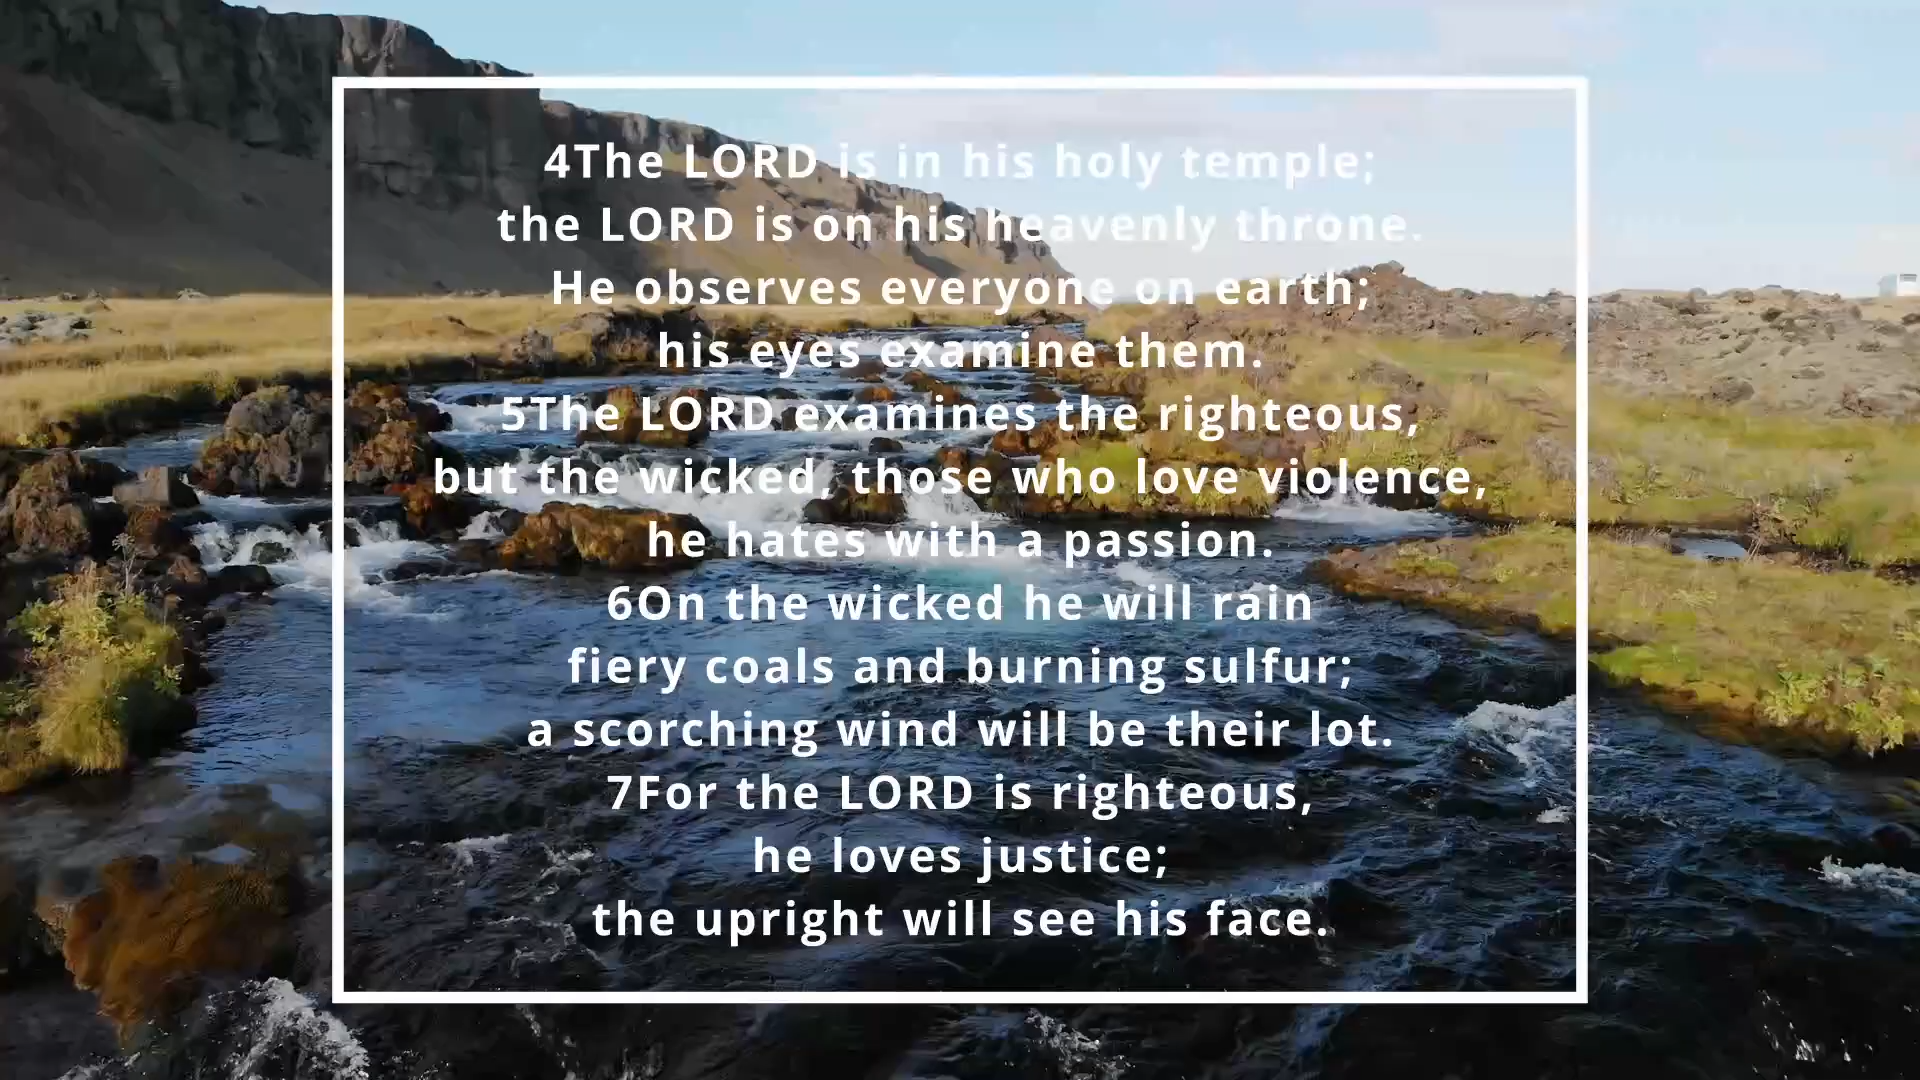 4The LORD is in his holy temple;
the LORD is on his heavenly throne.
He observes everyone on earth;
his eyes examine them.
5The LORD examines the righteous,
but the wicked, those who love violence,
he hates with a passion.
6On the wicked he will rain
fiery coals and burning sulfur;
a scorching wind will be their lot.
7For the LORD is righteous,
he loves justice;
the upright will see his face.